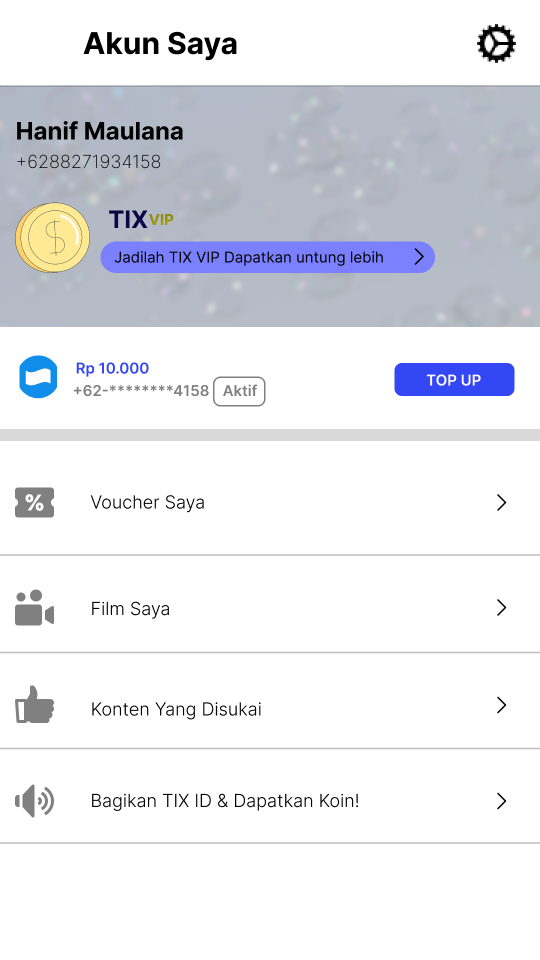 Akun Saya
Hanif Maulana
+6288271934158
TIX VIP
Jadilah TIX VIP Dapatkan untung lebih
Rp 10.000
+62-********4158 Aktif
TOP UP
Voucher Saya
Film Saya
Konten Yang Disukai
Bagikan TIX ID & Dapatkan Koin!